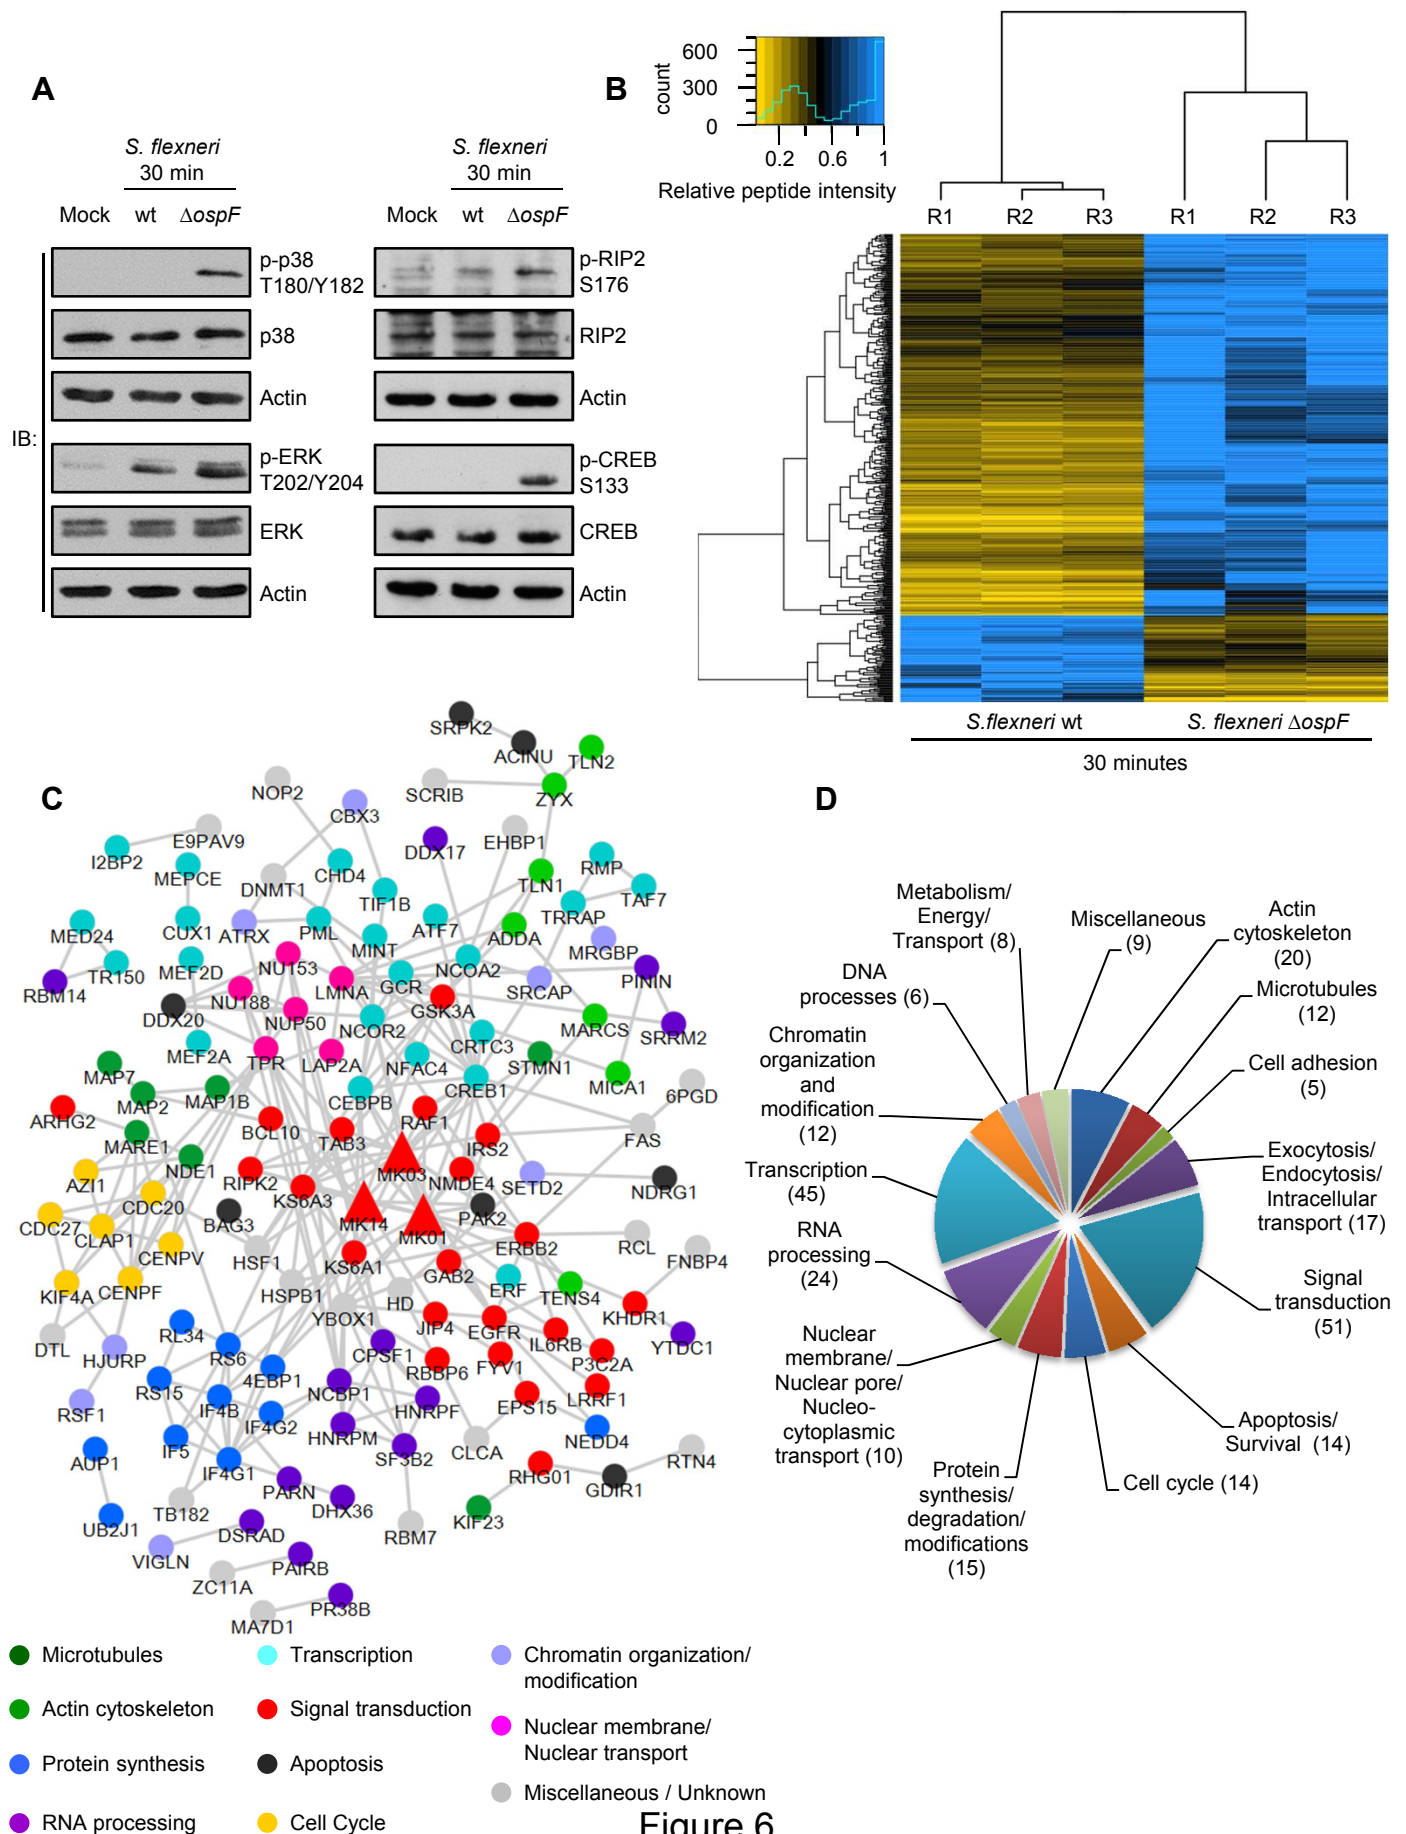 A
S. flexneri
30 min
Mock wt ΔospF
p-p38
T180/Y182
p38
Actin
IB:
p-ERK
T202/Y204
ERK
Actin
S. flexneri
30 min
Mock wt ΔospF
p-RIP2
S176
RIP2
Actin
p-CREB
S133
CREB
Actin
B
count
600
300
0
0.2 0.6 1
Relative peptide intensity
R1 R2 R3 R1 R2 R3
S.flexneri wt S. flexneri ΔospF
30 minutes
C
SRPK2
ACINU
TLN2
NOP2
SCRIB
ZYX
CBX3
E9PAV9
EHBP1
I2BP2
DDX17
MEPCE
CHD4
DNMT1
TLN1
RMP
TIF1B
TAF7
TRRAP
MED24
CUX1
ATRX
PML
ATF7
ADDA
MINT
MRGBP
TR150
MEF2D
NU153
NCOA2
PININ
RBM14
NU188
LMNA
GCR
SRCAP
GSK3A
DDX20
NUP50
NCOR2
MARCS
SRRM2
MEF2A
TPR
LAP2A
NFAC4
CRTC3
STMN1
MAP7
MICA1
CREB1
6PGD
MAP2
MAP1B
CEBPB
ARHG2
BCL10
TAB3
RAF1
MARE1
IRS2
FAS
NDE1
MK03
AZI1
RIPK2
KS6A3
NMDE4
SETD2
NDRG1
CDC20
CDC27
CLAP1
BAG3
MK14
MK01
PAK2
CENPV
HSF1
KS6A1
ERBB2
RCL
FNBP4
KIF4A
CENPF
HSPB1
GAB2
ERF
TENS4
HD
YBOX1
KHDR1
DTL
HJURP
RL34
JIP4
EGFR
IL6RB
YTDC1
RS6
CPSF1
RBBP6
FYV1
P3C2A
4EBP1
RS15
NCBP1
LRRF1
RSF1
IF4B
HNRPF
EPS15
IF4G2
HNRPM
NEDD4
AUP1
IF5
SF3B2
CLCA
RTN4
IF4G1
RHG01
GDIR1
PARN
DHX36
TB182
UB2J1
DSRAD
RBM7
KIF23
VIGLN
PAIRB
ZC11A
PR38B
MA7D1
Microtubules
Actin cytoskeleton
Protein synthesis
RNA processing
Transcription
Signal transduction
Apoptosis
Cell Cycle
Chromatin organization/
modification
Nuclear membrane/
Nuclear transport
Miscellaneous / Unknown
D
Metabolism/
Energy/
Transport (8)
Miscellaneous
(9)
Actin
cytoskeleton
(20)
Microtubules
(12)
Cell adhesion
(5)
Exocytosis/
Endocytosis/
Intracellular
transport (17)
Signal
transduction
(51)
Apoptosis/
Survival (14)
Cell cycle (14)
Protein
synthesis/
degradation/
modifications
(15)
Nuclear
membrane/
Nuclear pore/
Nucleo-
cytoplasmic
transport (10)
RNA
processing
(24)
Transcription
(45)
Chromatin
organization
and
modification
(12)
DNA
processes (6)
Figure 6